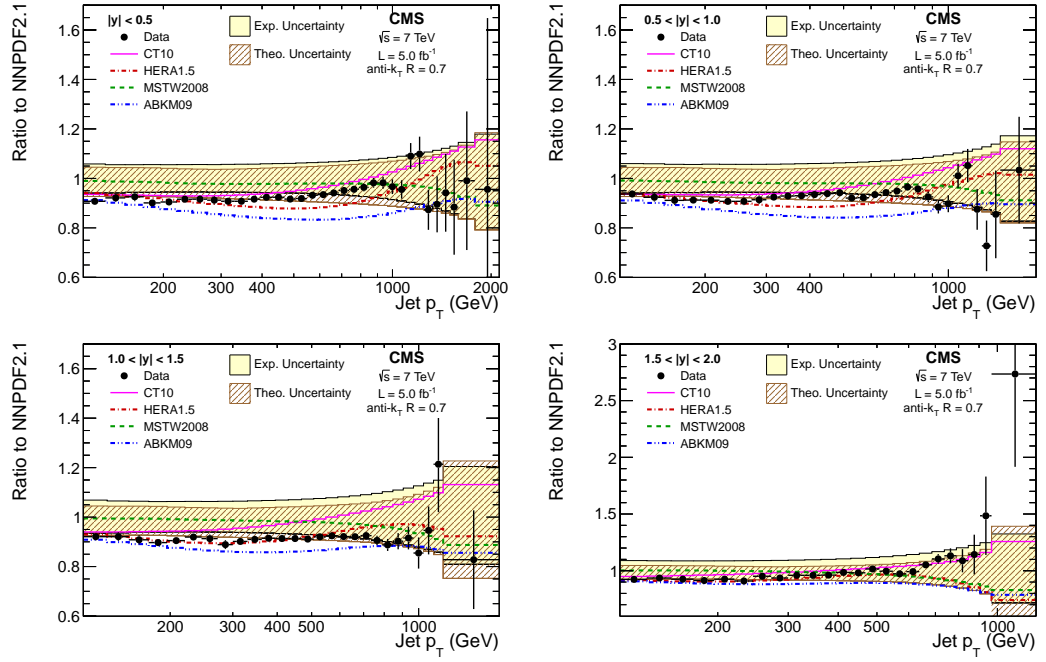 Ratio to NNPDF2.1
1.6
1.4
1.2
1
0.8
0.6
|y| < 0.5
Data
CT10
HERA1.5
MSTW2008
ABKM09
Exp. Uncertainty
Theo. Uncertainty
CMS
√s = 7 TeV
L = 5.0 fb⁻¹
anti-k_T R = 0.7
200 300 400 1000 2000
Jet p_T (GeV)
Ratio to NNPDF2.1
1.6
1.4
1.2
1
0.8
0.6
0.5 < |y| < 1.0
Data
CT10
HERA1.5
MSTW2008
ABKM09
Exp. Uncertainty
Theo. Uncertainty
CMS
√s = 7 TeV
L = 5.0 fb⁻¹
anti-k_T R = 0.7
200 300 400 1000
Jet p_T (GeV)
Ratio to NNPDF2.1
1.6
1.4
1.2
1
0.8
0.6
1.0 < |y| < 1.5
Data
CT10
HERA1.5
MSTW2008
ABKM09
Exp. Uncertainty
Theo. Uncertainty
CMS
√s = 7 TeV
L = 5.0 fb⁻¹
anti-k_T R = 0.7
200 300 400 500 1000
Jet p_T (GeV)
Ratio to NNPDF2.1
3
2.5
2
1.5
1
1.5 < |y| < 2.0
Data
CT10
HERA1.5
MSTW2008
ABKM09
Exp. Uncertainty
Theo. Uncertainty
CMS
√s = 7 TeV
L = 5.0 fb⁻¹
anti-k_T R = 0.7
200 300 400 500 1000
Jet p_T (GeV)